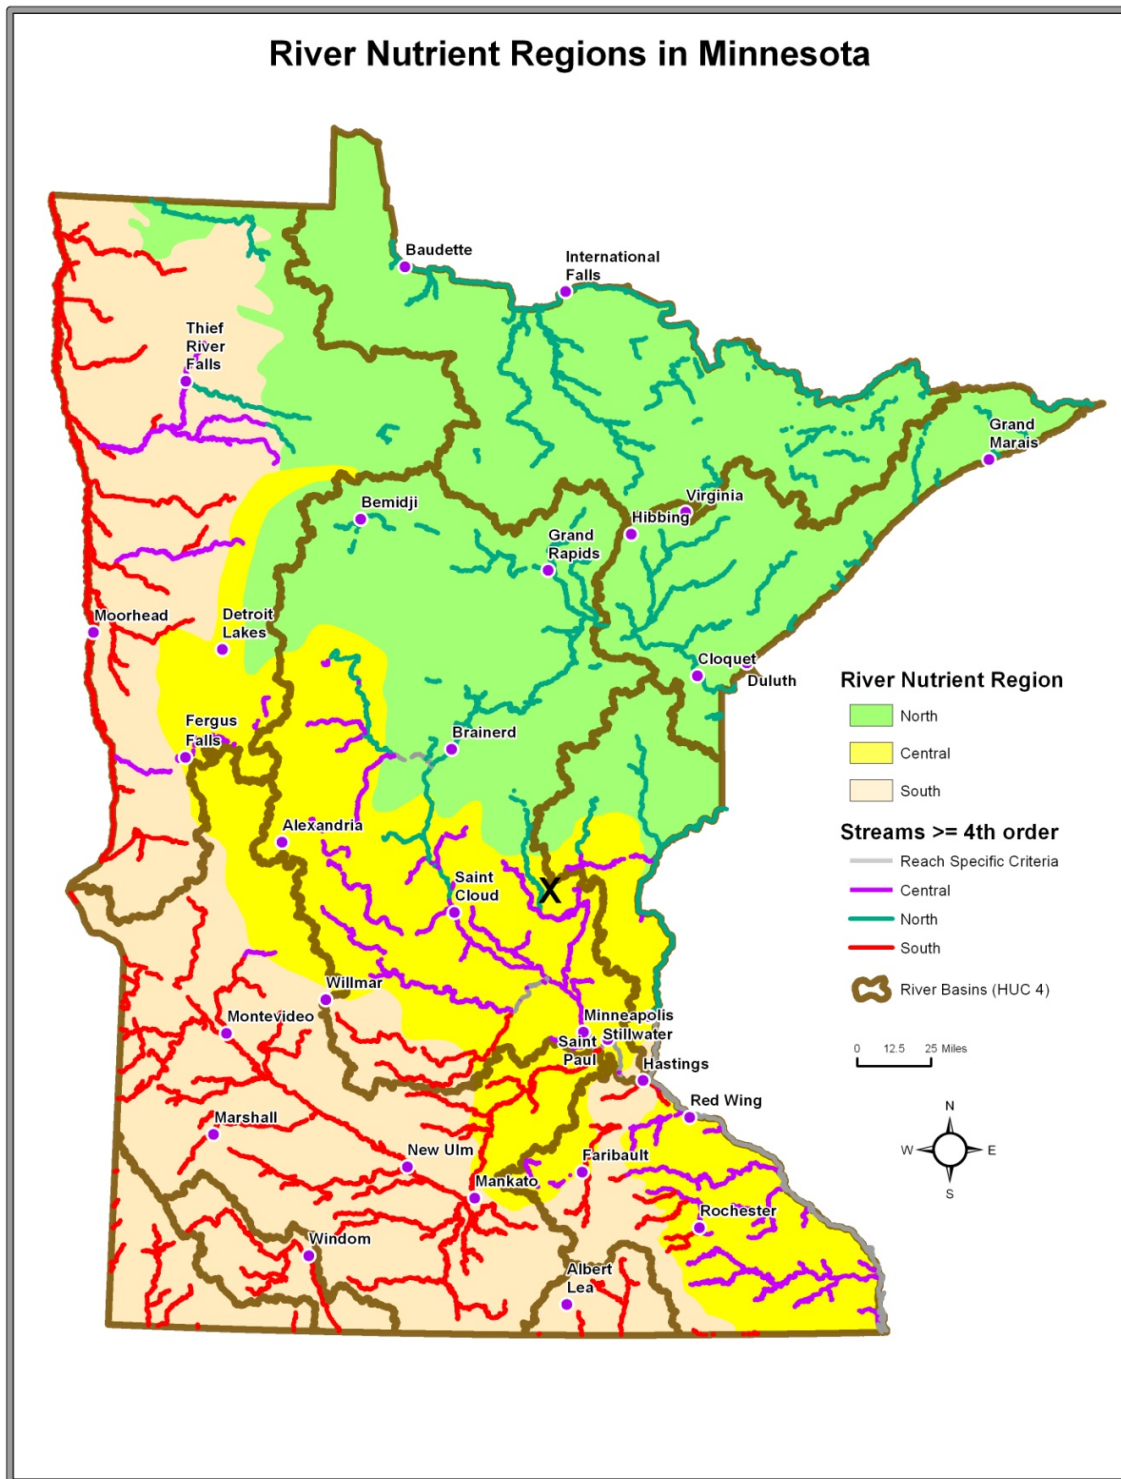 River Nutrient Regions in Minnesota
Baudette
International
Falls
Thief
River
Falls
Grand
Marais
Bemidji
Virginia
Hibbing
Grand
Rapids
Moorhead
Detroit
Lakes
Cloquet
Duluth
Fergus
Falls
Brainerd
Alexandria
Saint
Cloud
X
Willmar
Montevideo
Minneapolis
Stillwater
Saint
Paul
Hastings
Red Wing
Marshall
New Ulm
Faribault
Mankato
Rochester
Windom
Albert
Lea
River Nutrient Region
North
Central
South
Streams >= 4th order
Reach Specific Criteria
Central
North
South
River Basins (HUC 4)
0 12.5 25 Miles
N
W E
S